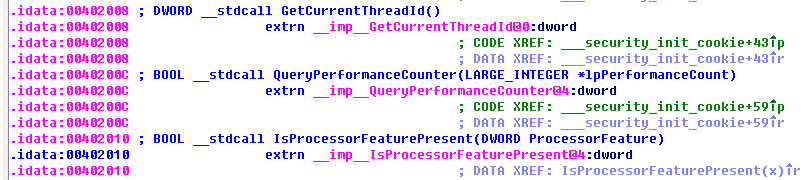 .idata:00402008 ; DWORD __stdcall GetCurrentThreadId()
.idata:00402008 extrn __imp__GetCurrentThreadId@0:dword
.idata:00402008 ; CODE XREF: ___security_init_cookie+43↑p
.idata:00402008 ; DATA XREF: ___security_init_cookie+43↑r
.idata:0040200C ; BOOL __stdcall QueryPerformanceCounter(LARGE_INTEGER *lpPerformanceCount)
.idata:0040200C extrn __imp__QueryPerformanceCounter@4:dword
.idata:0040200C ; CODE XREF: ___security_init_cookie+59↑p
.idata:0040200C ; DATA XREF: ___security_init_cookie+59↑r
.idata:00402010 ; BOOL __stdcall IsProcessorFeaturePresent(DWORD ProcessorFeature)
.idata:00402010 extrn __imp__IsProcessorFeaturePresent@4:dword
.idata:00402010 ; DATA XREF: IsProcessorFeaturePresent(x)↑r